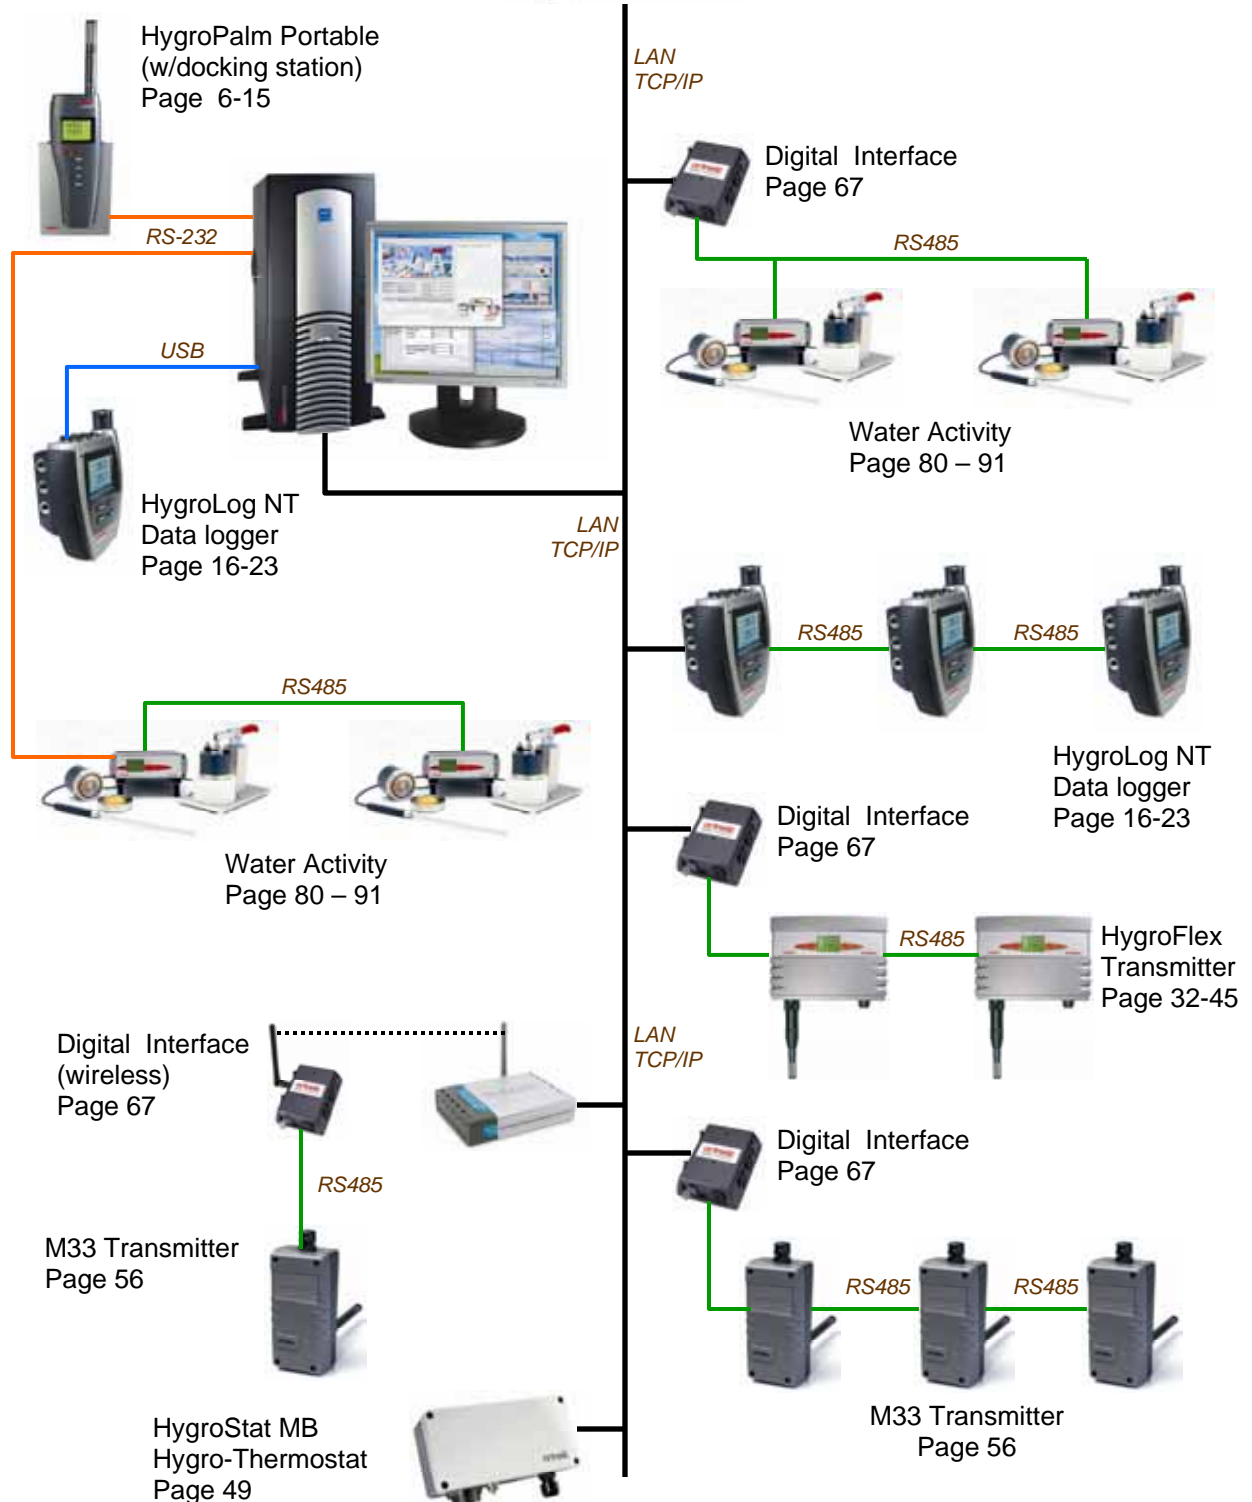 HygroPalm Portable
(w/docking station)
Page 6-15
LAN
TCP/IP
Digital Interface
Page 67
RS-232
RS485
USB
Water Activity
Page 80 – 91
HygroLog NT
Data logger
Page 16-23
LAN
TCP/IP
RS485
RS485
RS485
HygroLog NT
Data logger
Page 16-23
Digital Interface
Page 67
Water Activity
Page 80 – 91
RS485
HygroFlex
Transmitter
Page 32-45
LAN
TCP/IP
Digital Interface
(wireless)
Page 67
Digital Interface
Page 67
RS485
M33 Transmitter
Page 56
RS485
RS485
M33 Transmitter
Page 56
HygroStat MB
Hygro-Thermostat
Page 49